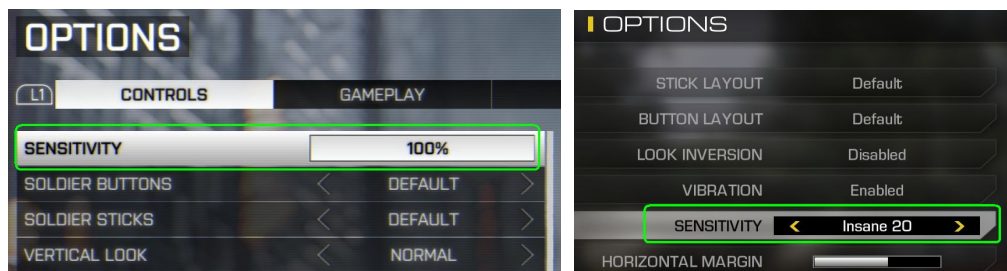 OPTIONS
L1 CONTROLS GAMEPLAY
SENSITIVITY 100%
SOLDIER BUTTONS DEFAULT
SOLDIER STICKS DEFAULT
VERTICAL LOOK NORMAL
OPTIONS
STICK LAYOUT Default
BUTTON LAYOUT Default
LOOK INVERSION Disabled
VIBRATION Enabled
SENSITIVITY Insane 20
HORIZONTAL MARGIN